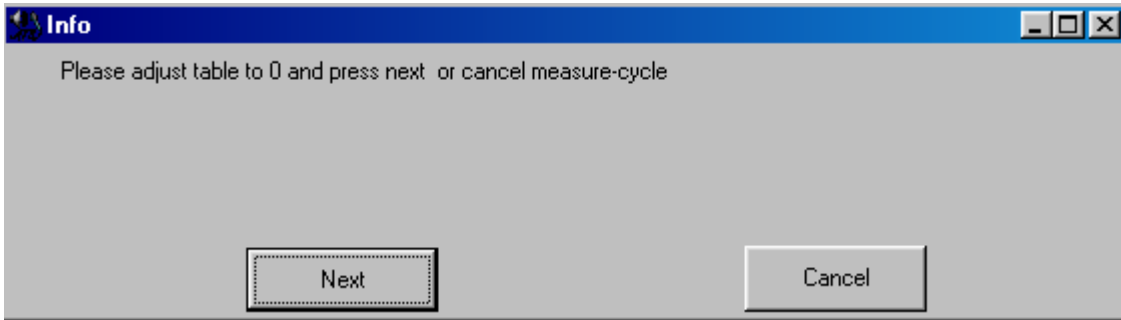 Info
Please adjust table to 0 and press next  or cancel measure-cycle
Next
Cancel